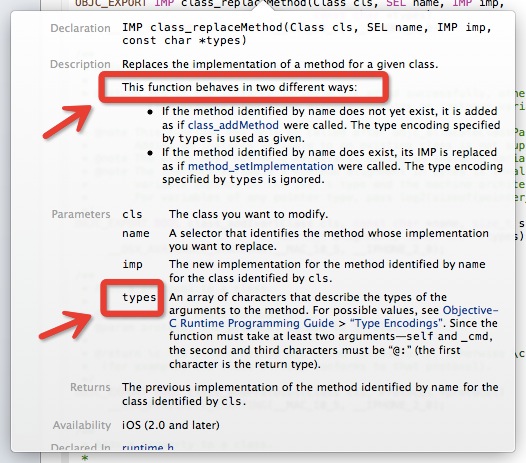 OBJC_EXPORT IMP class_replaceMethod(Class cls, SEL name, IMP imp,
Declaration IMP class_replaceMethod(Class cls, SEL name, IMP imp,
const char *types)
Description Replaces the implementation of a method for a given class.
This function behaves in two different ways:
• If the method identified by name does not yet exist, it is added
as if class_addMethod were called. The type encoding specified
by types is used as given.
• If the method identified by name does exist, its IMP is replaced
as if method_setImplementation were called. The type encoding
specified by types is ignored.
Parameters cls The class you want to modify.
name A selector that identifies the method whose implementation
you want to replace.
imp The new implementation for the method identified by name
for the class identified by cls.
types An array of characters that describe the types of the
arguments to the method. For possible values, see Objective-
C Runtime Programming Guide > “Type Encodings”. Since the
function must take at least two arguments—self and _cmd,
the second and third characters must be “@:” (the first
character is the return type).
Returns The previous implementation of the method identified by name for the
class identified by cls.
Availability iOS (2.0 and later)
Declared In runtime.h
*